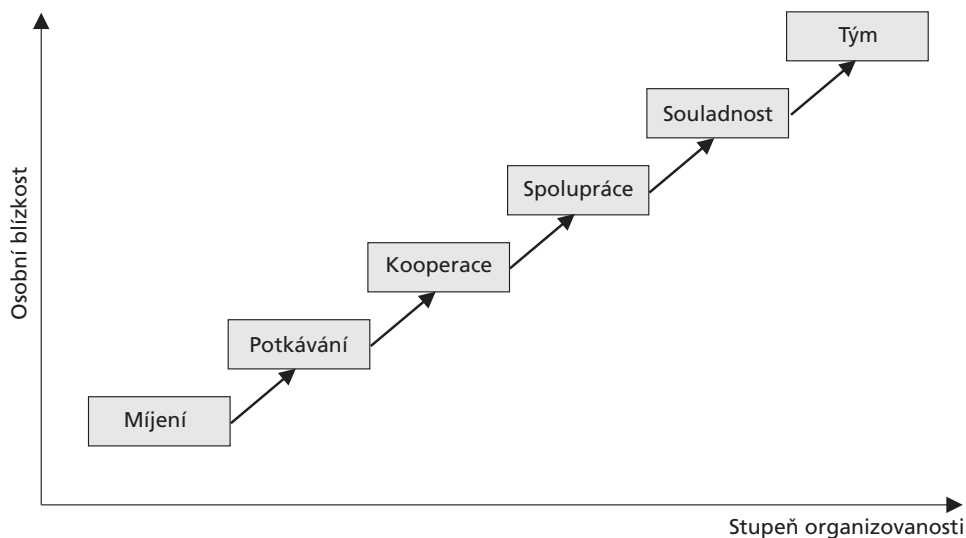 Tým
Souladnost
Spolupráce
Kooperace
Potkávání
Míjení
Osobní blízkost
Stupeň organizovanosti